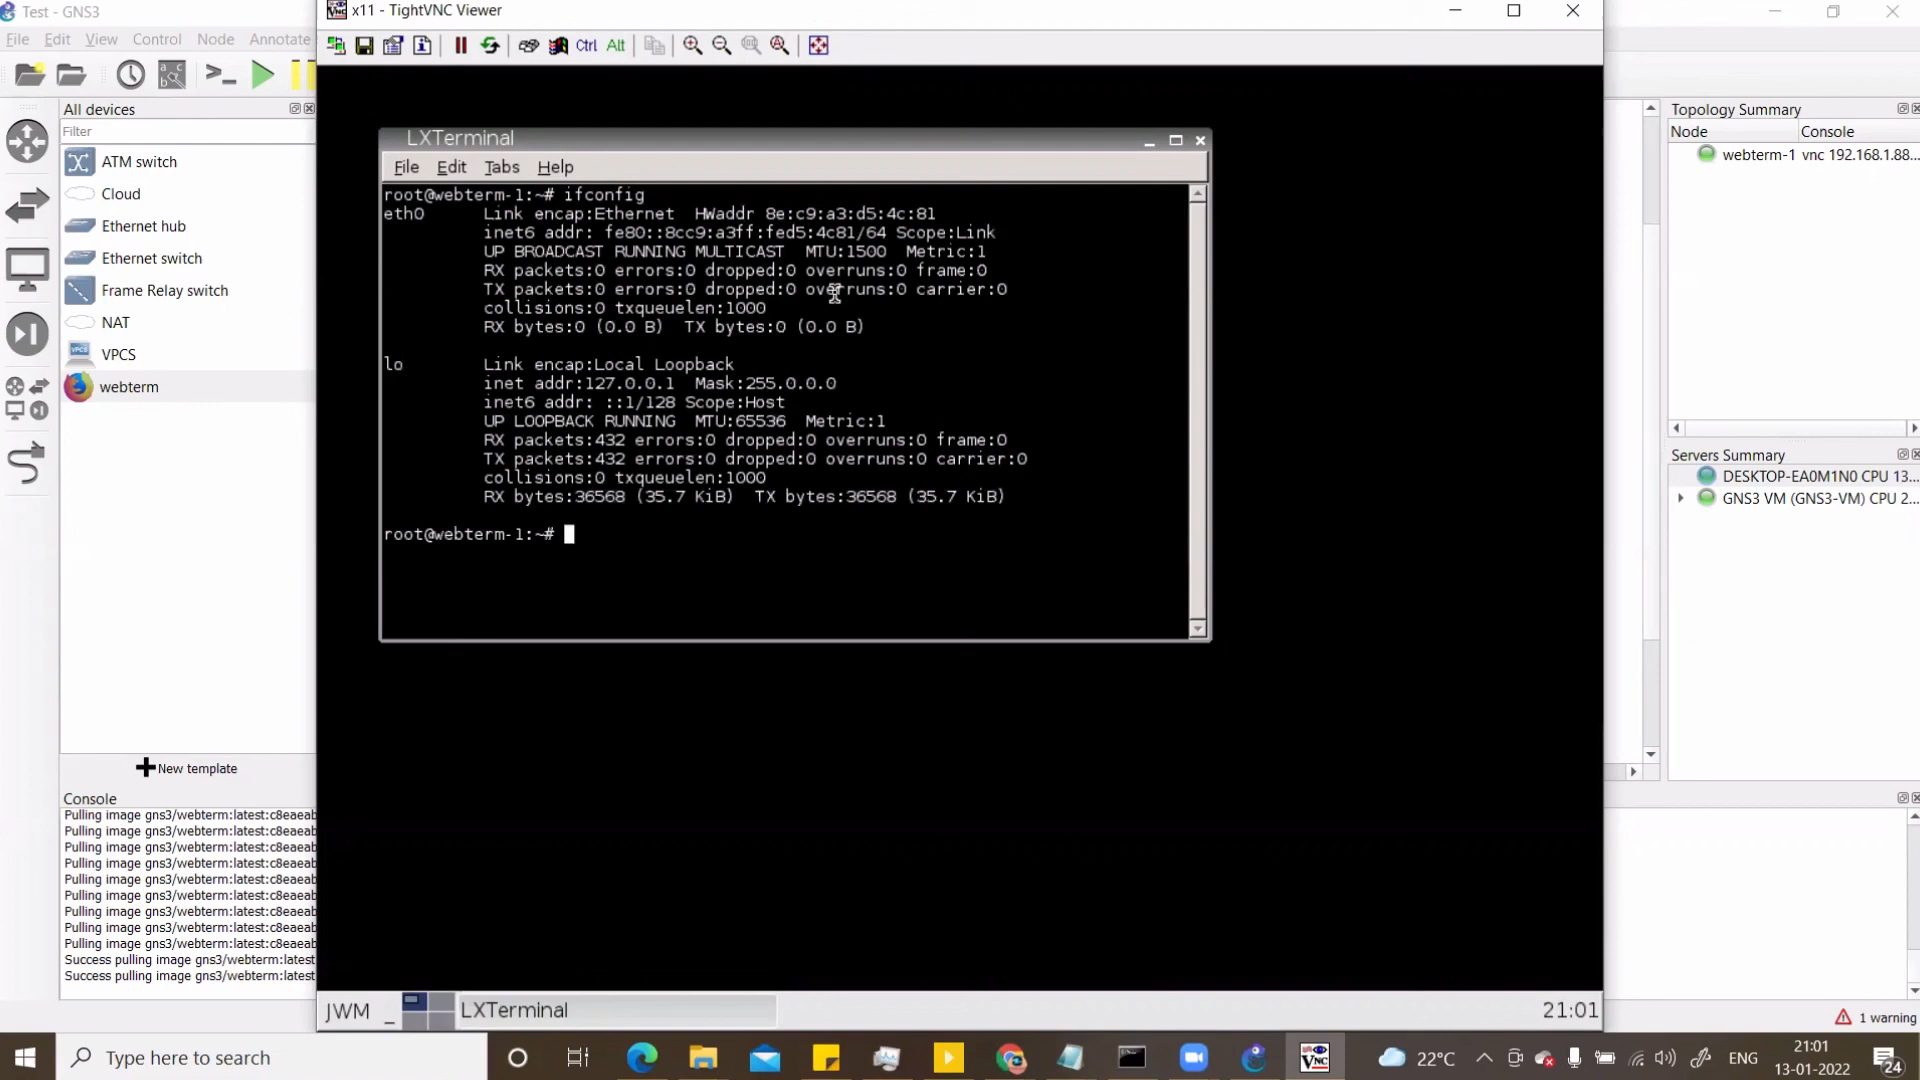 Test - GNS3
File Edit View Control Node Annotate
All devices
Filter
ATM switch
Cloud
Ethernet hub
Ethernet switch
Frame Relay switch
NAT
VPCS
VPCS
webterm
New template
Console
Pulling image gns3/webterm:latest:c8eaeab
Pulling image gns3/webterm:latest:c8eaeab
Pulling image gns3/webterm:latest:c8eaeab
Pulling image gns3/webterm:latest:c8eaeab
Pulling image gns3/webterm:latest:c8eaeab
Pulling image gns3/webterm:latest:c8eaeab
Pulling image gns3/webterm:latest:c8eaeab
Pulling image gns3/webterm:latest:c8eaeab
Pulling image gns3/webterm:latest:c8eaeab
Success pulling image gns3/webterm:latest
Success pulling image gns3/webterm:latest
x11 - TightVNC Viewer
Ctrl Alt
LXTerminal
File Edit Tabs Help
root@webterm-1:~# ifconfig
eth0 Link encap:Ethernet HWaddr 8e:c9:a3:d5:4c:81
inet6 addr: fe80::8cc9:a3ff:fed5:4c81/64 Scope:Link
UP BROADCAST RUNNING MULTICAST MTU:1500 Metric:1
RX packets:0 errors:0 dropped:0 overruns:0 frame:0
TX packets:0 errors:0 dropped:0 overruns:0 carrier:0
collisions:0 txqueuelen:1000
RX bytes:0 (0.0 B) TX bytes:0 (0.0 B)
lo Link encap:Local Loopback
inet addr:127.0.0.1 Mask:255.0.0.0
inet6 addr: ::1/128 Scope:Host
UP LOOPBACK RUNNING MTU:65536 Metric:1
RX packets:432 errors:0 dropped:0 overruns:0 frame:0
TX packets:432 errors:0 dropped:0 overruns:0 carrier:0
collisions:0 txqueuelen:1000
RX bytes:36568 (35.7 KiB) TX bytes:36568 (35.7 KiB)
root@webterm-1:~#
JWM _ LXTerminal 21:01
Topology Summary
Node Console
webterm-1 vnc 192.168.1.88...
Servers Summary
DESKTOP-EA0M1N0 CPU 13...
GNS3 VM (GNS3-VM) CPU 2...
1 warning
Type here to search
VNC
22°C
ENG
21:01
13-01-2022
24